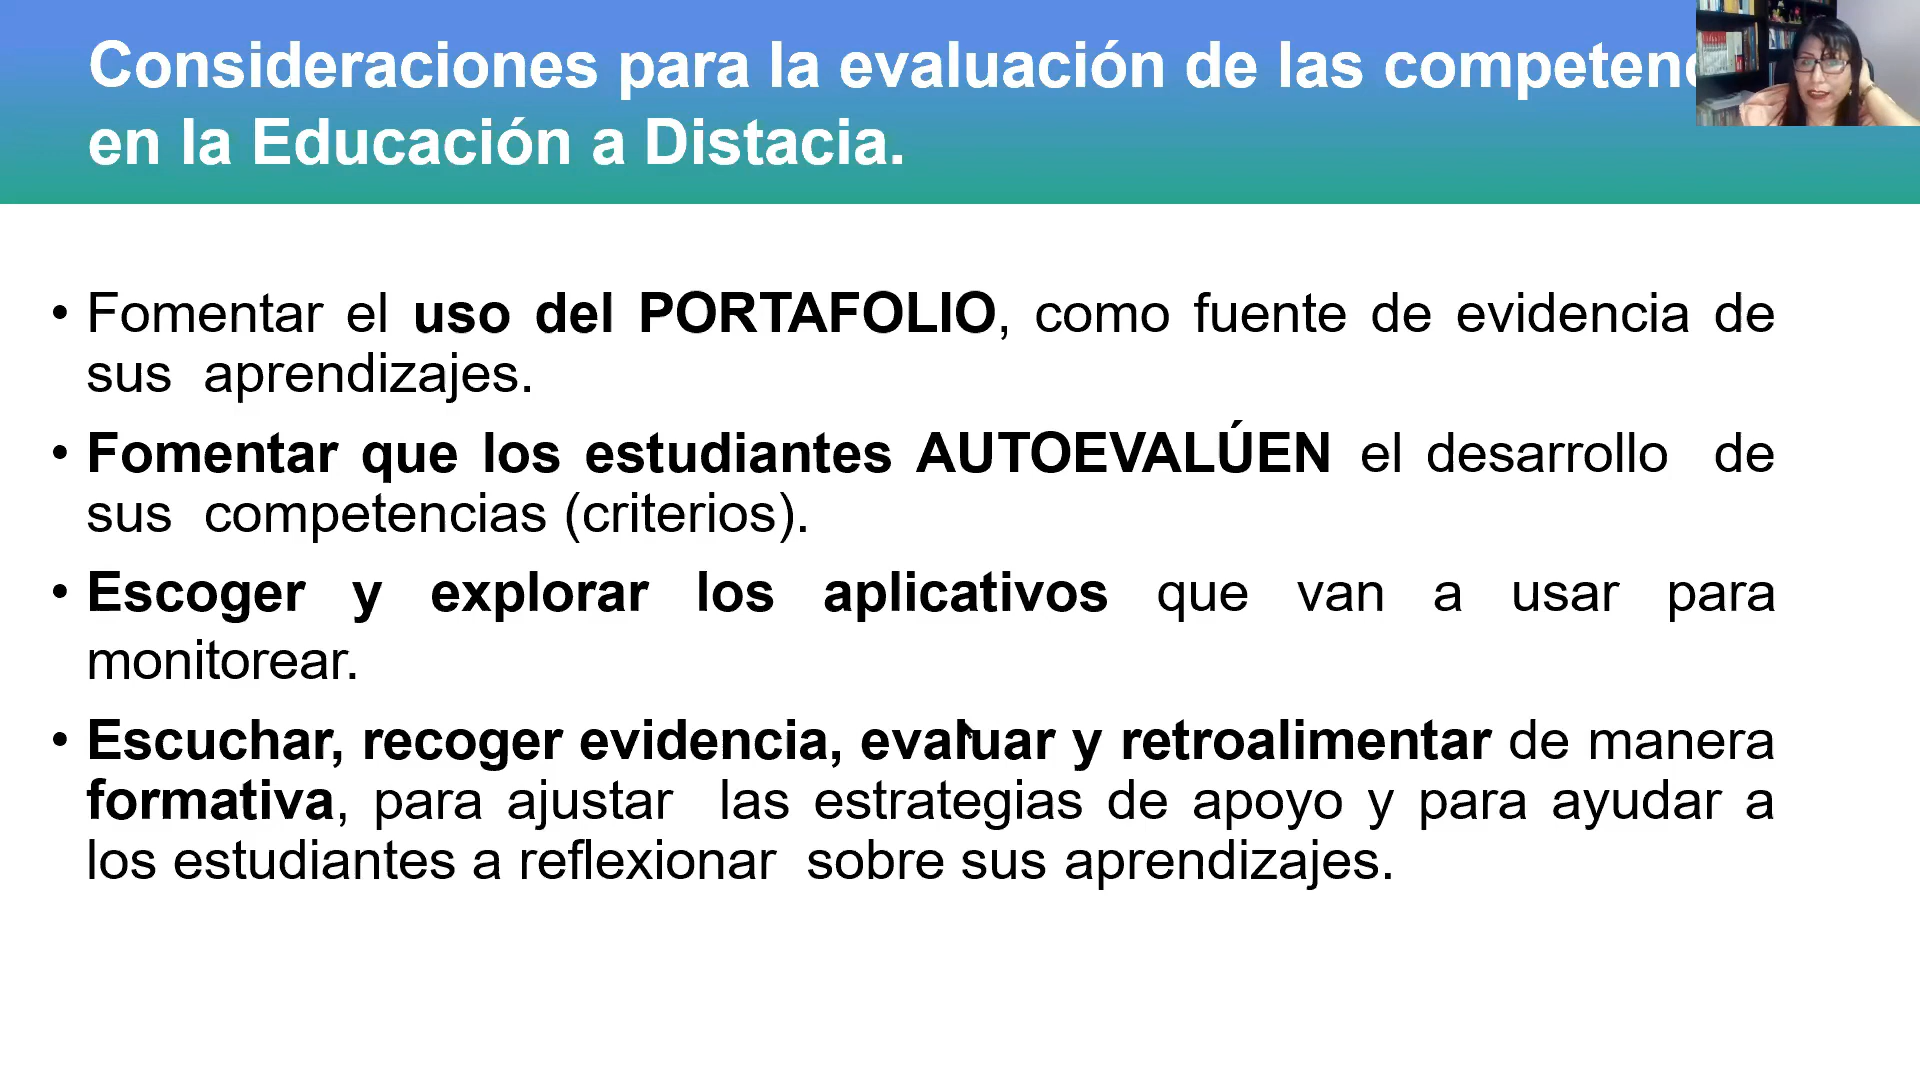 Consideraciones para la evaluación de las competenc
en la Educación a Distacia.
• Fomentar el uso del PORTAFOLIO, como fuente de evidencia de
sus aprendizajes.
• Fomentar que los estudiantes AUTOEVALÚEN el desarrollo de
sus competencias (criterios).
• Escoger y explorar los aplicativos que van a usar para
monitorear.
• Escuchar, recoger evidencia, evaluar y retroalimentar de manera
formativa, para ajustar las estrategias de apoyo y para ayudar a
los estudiantes a reflexionar sobre sus aprendizajes.